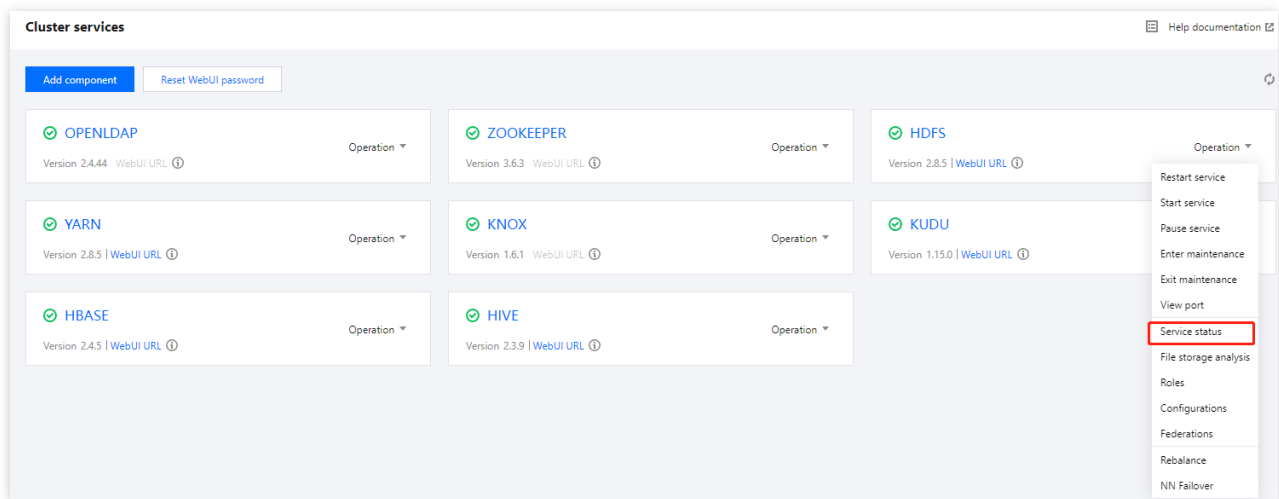 Cluster services
Help documentation
Add component
Reset WebUI password
OPENLDAP
Operation
Version 2.4.44 WebUI URL
ZOOKEEPER
Operation
Version 3.6.3 WebUI URL
HDFS
Operation
Version 2.8.5 | WebUI URL
YARN
Operation
Version 2.8.5 | WebUI URL
KNOX
Operation
Version 1.6.1 WebUI URL
KUDU
Version 1.15.0 | WebUI URL
HBASE
Operation
Version 2.4.5 | WebUI URL
HIVE
Operation
Version 2.3.9 | WebUI URL
Restart service
Start service
Pause service
Enter maintenance
Exit maintenance
View port
Service status
File storage analysis
Roles
Configurations
Federations
Rebalance
NN Failover